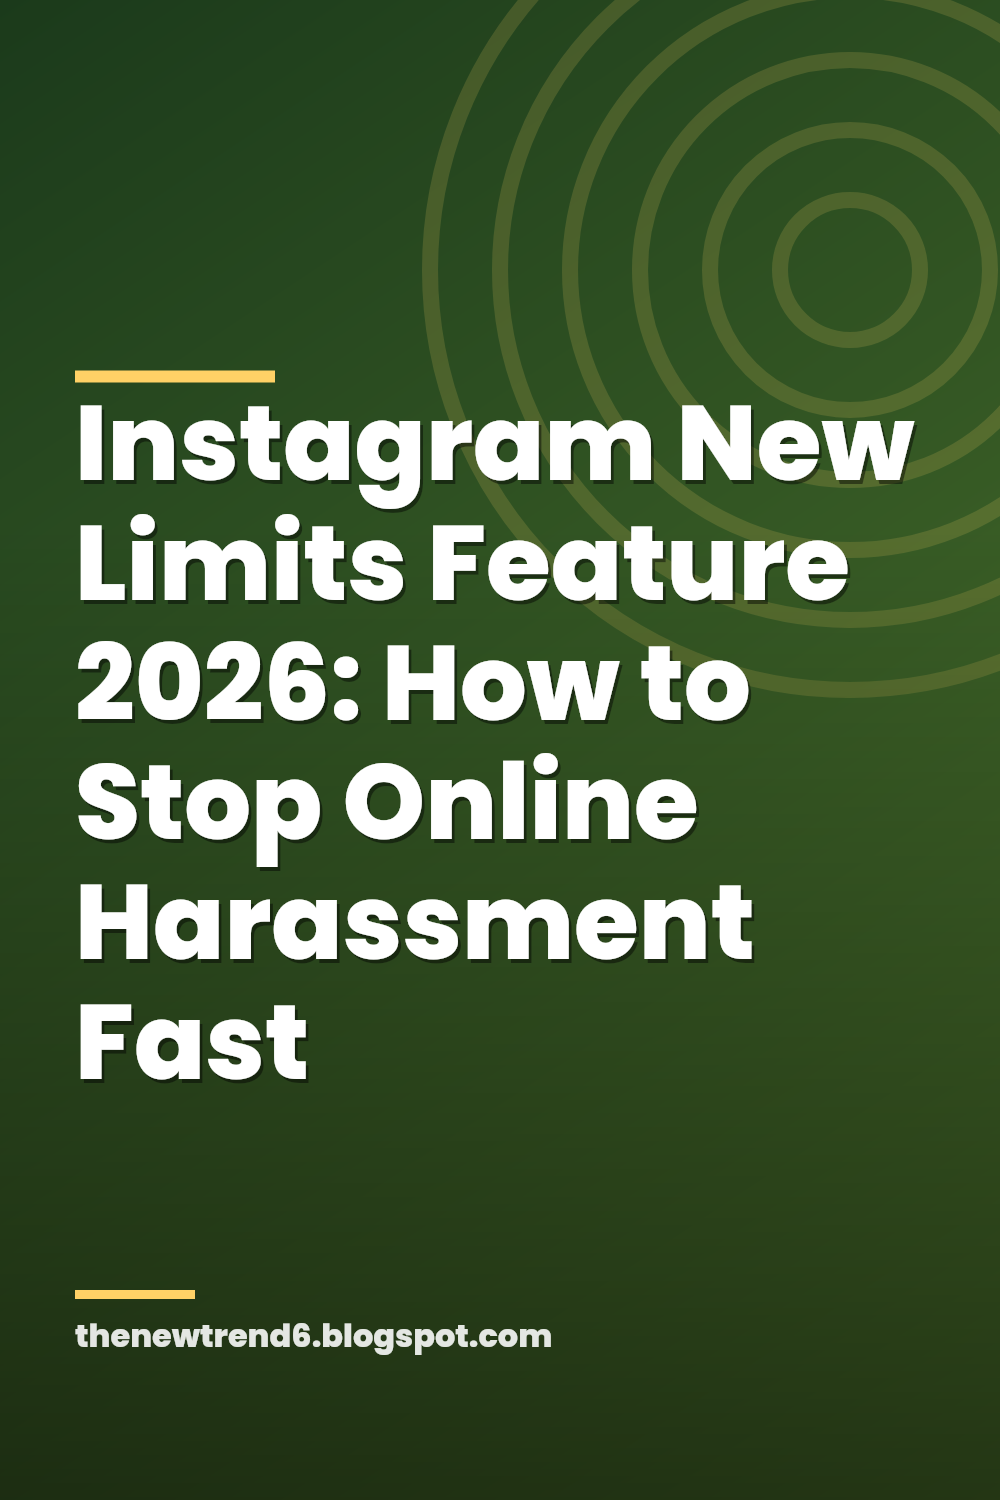 Instagram New
Limits Feature
2026: How to
Stop Online
Harassment
Fast
thenewtrend6.blogspot.com